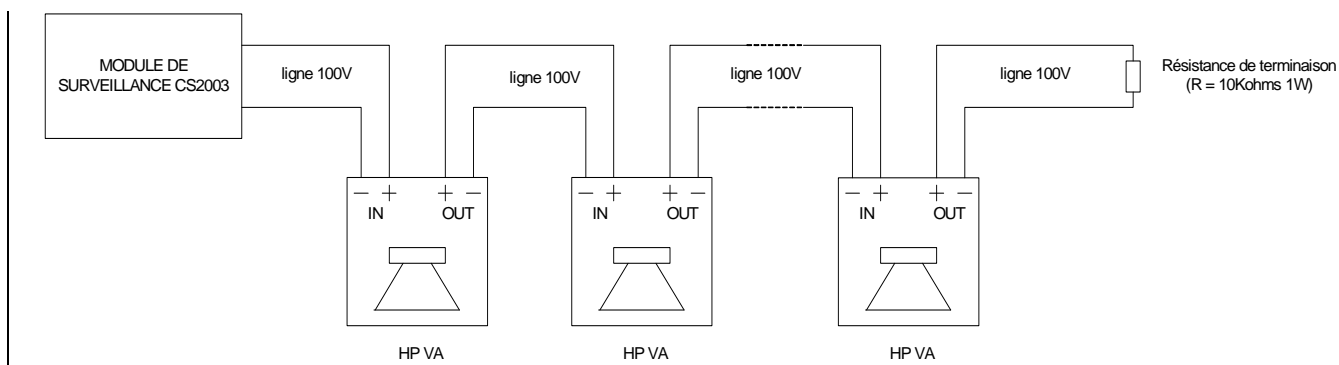 MODULE DE
SURVEILLANCE CS2003
ligne 100V
ligne 100V
ligne 100V
ligne 100V
Résistance de terminaison
(R = 10Kohms 1W)
− + + −
IN OUT
− + + −
IN OUT
− + + −
IN OUT
HP VA
HP VA
HP VA